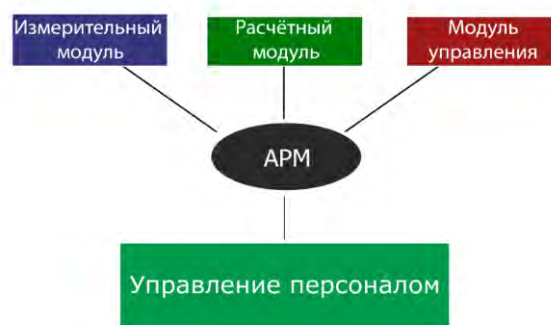 Измерительный
модуль
Расчётный
модуль
Модуль
управления
АРМ
Управление персоналом